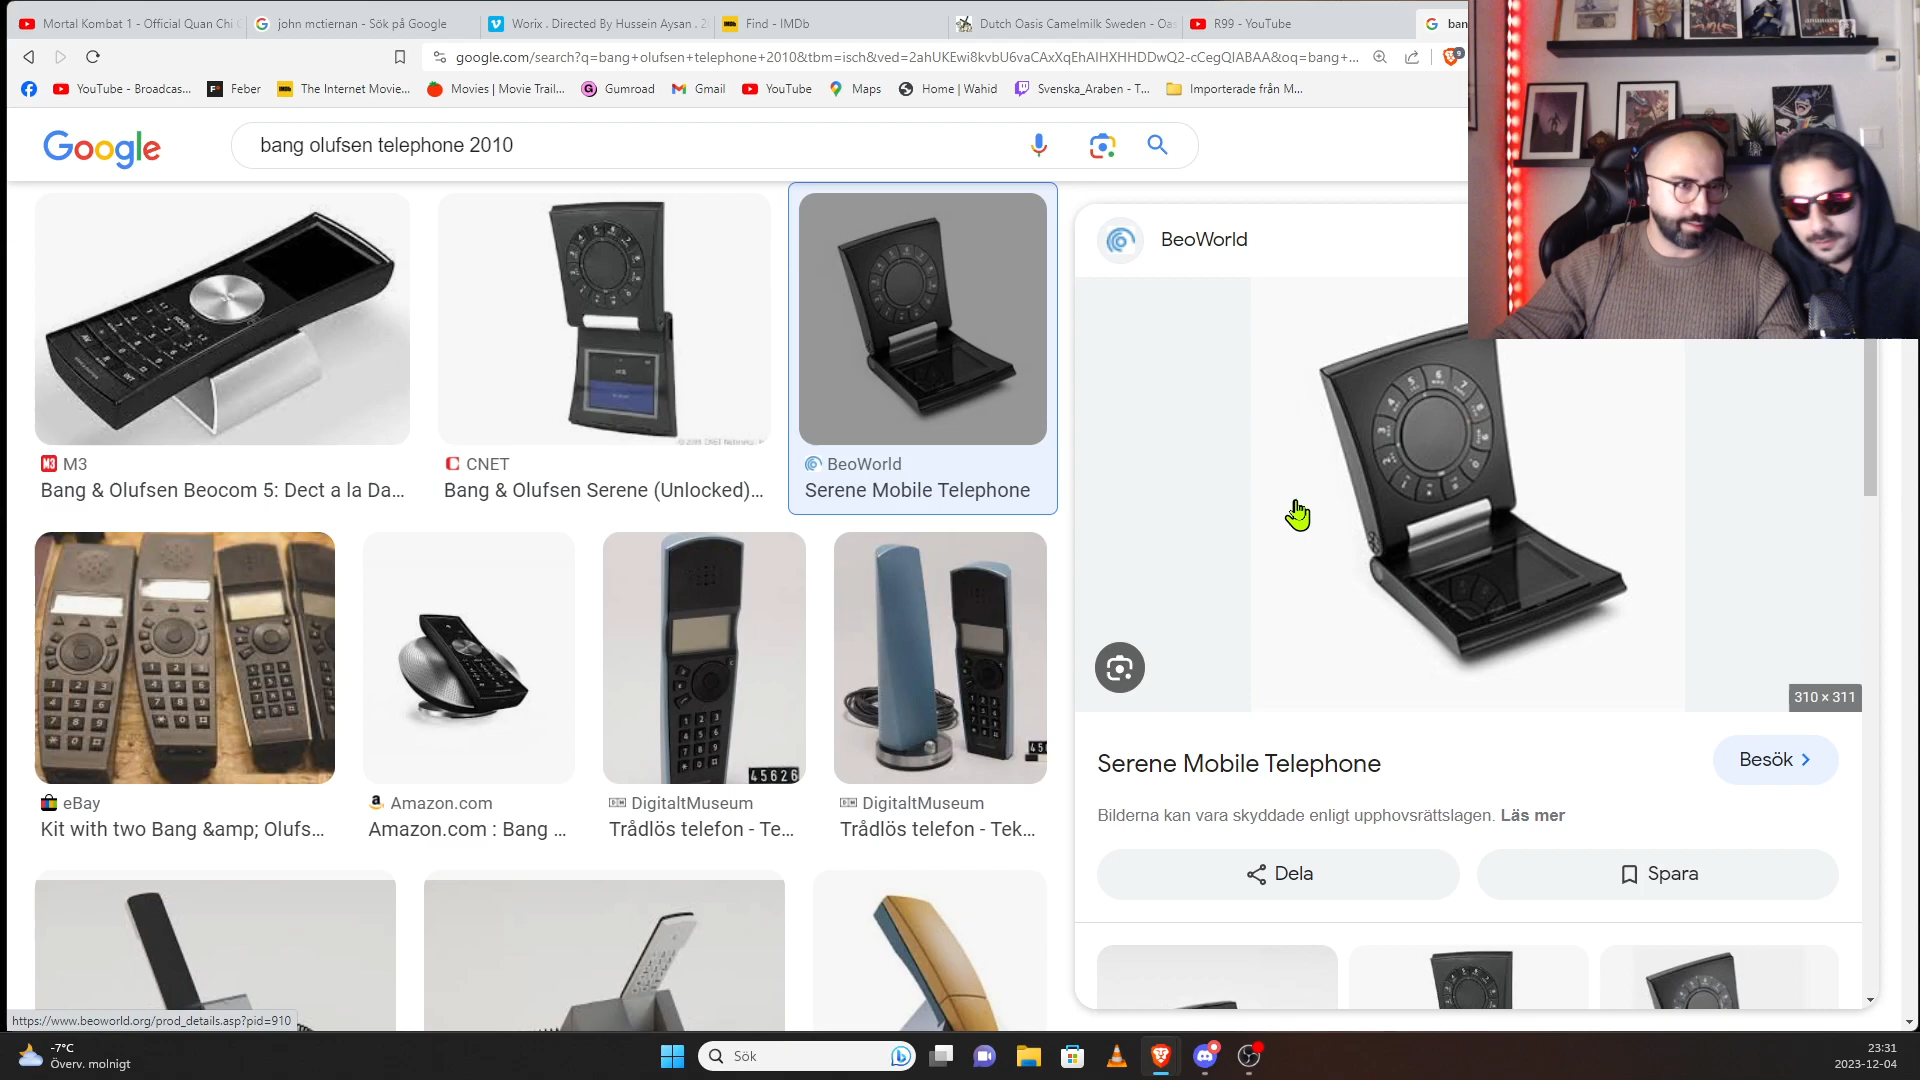 Mortal Kombat 1 - Official Quan Chi
john mctiernan - Sök på Google
Worix . Directed By Hussein Aysan . 2
Find - IMDb
Dutch Oasis Camelmilk Sweden - Oas
R99 - YouTube
ban
google.com/search?q=bang+olufsen+telephone+2010&tbm=isch&ved=2ahUKEwi8kvbU6vaCAxXqEhAIHXHHDDwQ2-cCegQIABAA&oq=bang+...
9
YouTube - Broadcas...
Feber
The Internet Movie...
Movies | Movie Trail...
Gumroad
Gmail
YouTube
Maps
Home | Wahid
Svenska_Araben - T...
Importerade från M...
Google
bang olufsen telephone 2010
BeoWorld
M3
Bang & Olufsen Beocom 5: Dect a la Da...
CNET
Bang & Olufsen Serene (Unlocked)...
BeoWorld
Serene Mobile Telephone
310 × 311
Serene Mobile Telephone
Besök
Bilderna kan vara skyddade enligt upphovsrättslagen. Läs mer
Dela
Spara
45626
eBay
Kit with two Bang &amp; Olufs...
Amazon.com
Amazon.com : Bang ...
DigitaltMuseum
Trådlös telefon - Te...
DigitaltMuseum
Trådlös telefon - Tek...
https://www.beoworld.org/prod_details.asp?pid=910
-7°C
Överv. molnigt
Sök
23:31
2023-12-04